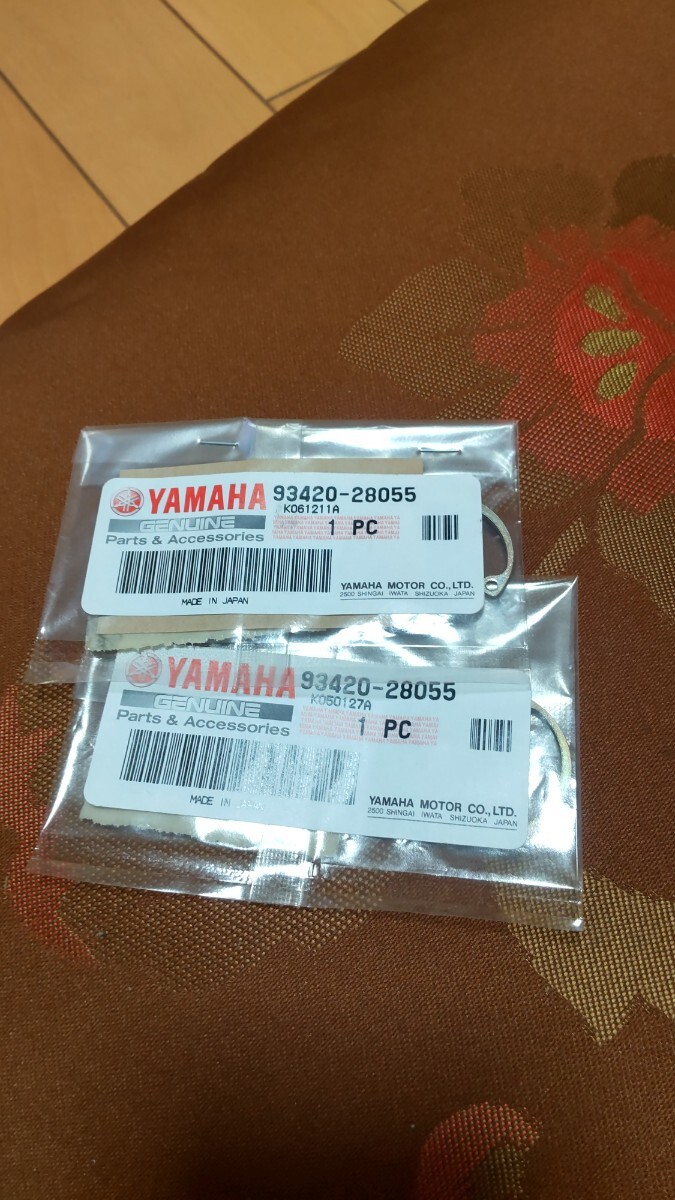 YAMAHA 93420-28055
K061211A
GENUINE
1 PC
Parts & Accessories
YAMAHA MOTOR CO., LTD.
2500 SHINGAI IWATA SHIZUOKA JAPAN
MADE IN JAPAN
YAMAHA 93420-28055
K050127A
GENUINE
1 PC
Parts & Accessories
YAMAHA MOTOR CO., LTD.
2500 SHINGAI IWATA SHIZUOKA JAPAN
MADE IN JAPAN